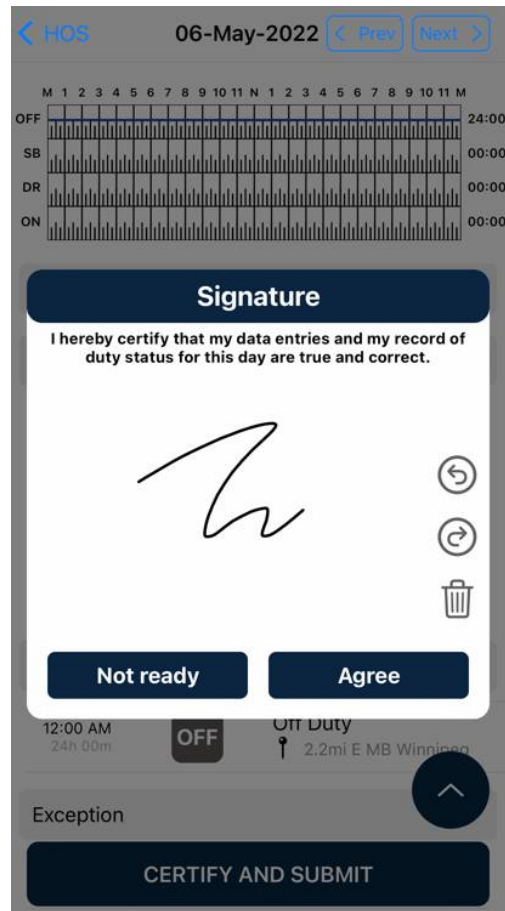 HOS 06-May-2022 < Prev Next >
M 1 2 3 4 5 6 7 8 9 10 11 N 1 2 3 4 5 6 7 8 9 10 11 M
OFF 24:00
SB 00:00
DR 00:00
ON 00:00
Signature
I hereby certify that my data entries and my record of
duty status for this day are true and correct.
Not ready Agree
12:00 AM OFF Off Duty
24h 00m 2.2mi E MB Winnipeg
Exception
CERTIFY AND SUBMIT